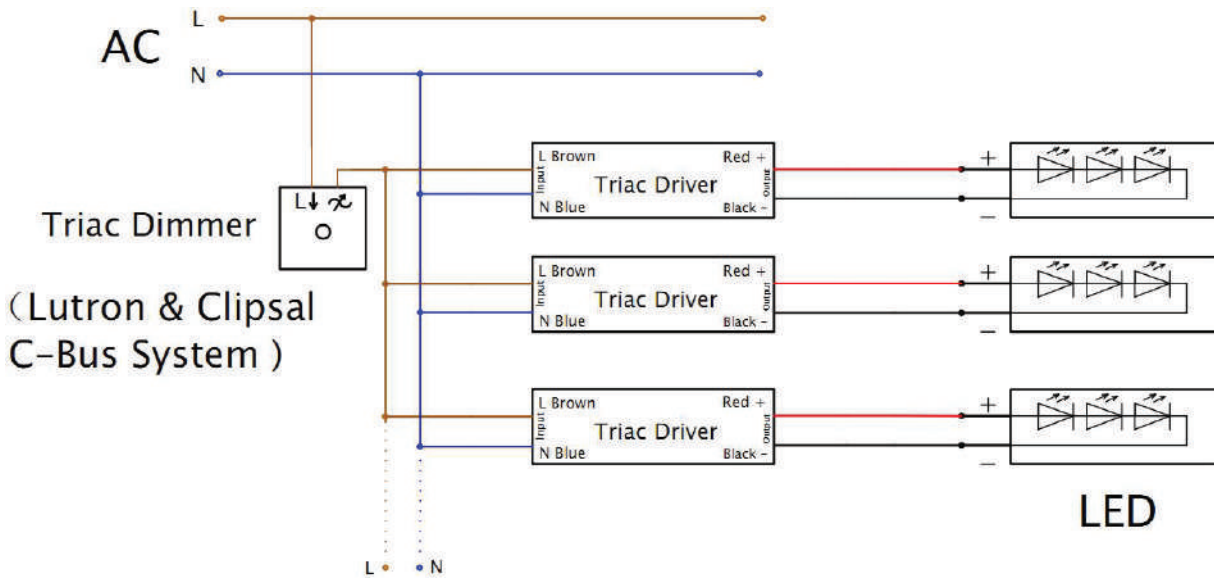 L
AC
N
L Brown
Input
N Blue
Triac Driver
Red +
Output
Black -
+
−
L
Triac Dimmer
（Lutron & Clipsal
C-Bus System )
L Brown
Input
N Blue
Triac Driver
Red +
Output
Black -
+
−
L Brown
Input
N Blue
Triac Driver
Red +
Output
Black -
+
−
LED
L
N